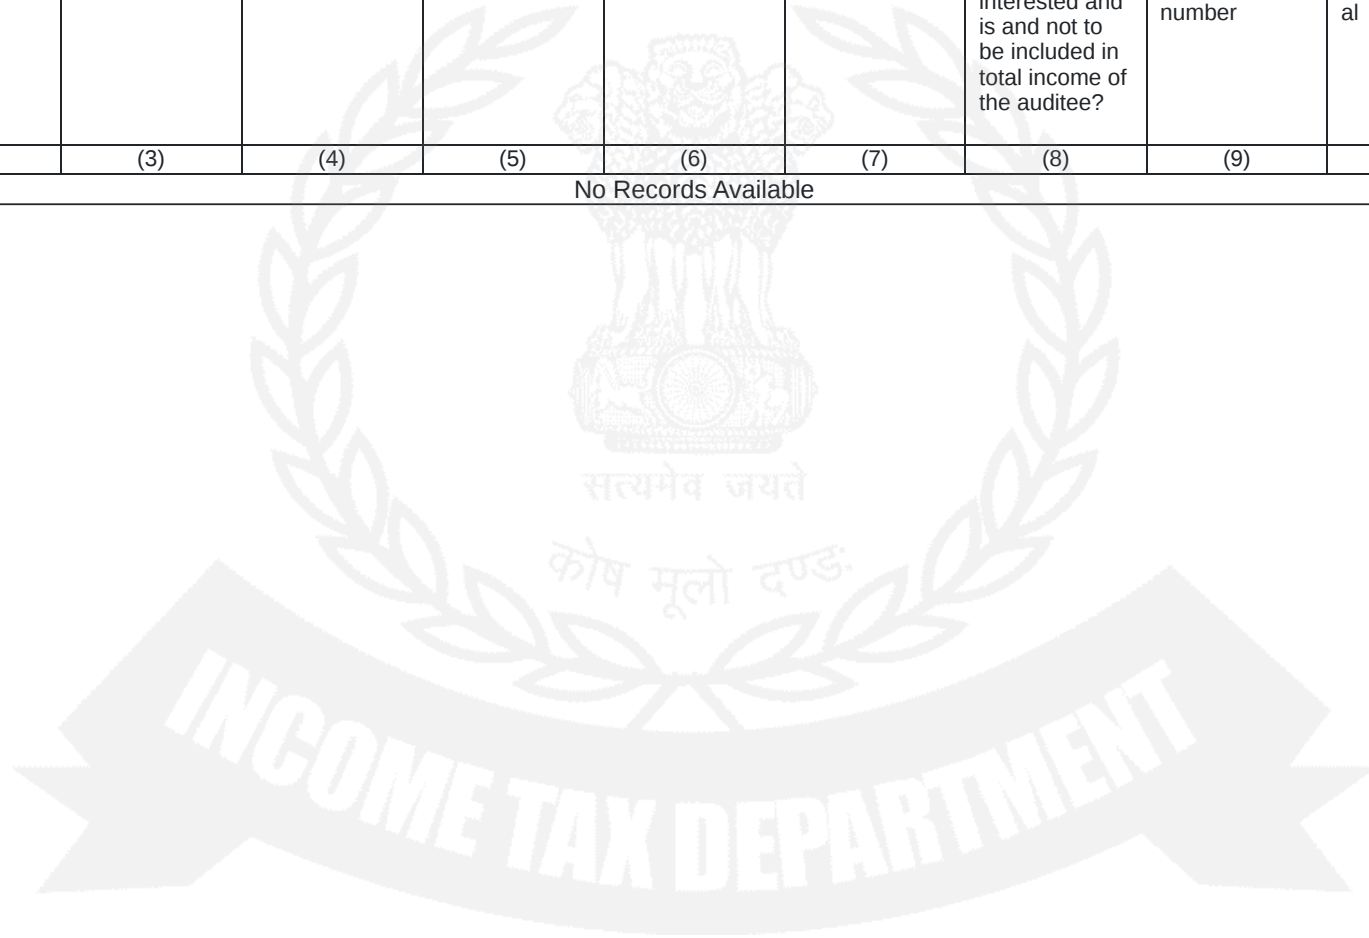 interested and
is and not to
be included in
total income of
the auditee?
number
al
(3) (4) (5) (6) (7) (8) (9)
No Records Available
सत्यमेव जयते
कोष मूलो दण्डः
INCOME TAX DEPARTMENT